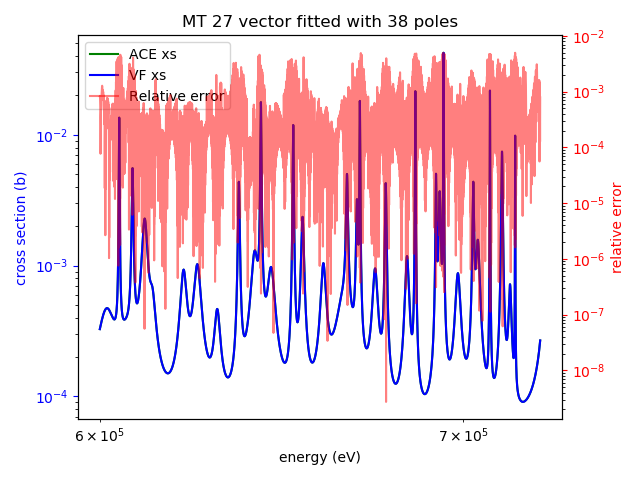 MT 27 vector fitted with 38 poles
ACE xs
VF xs
Relative error
cross section (b)
10⁻²
10⁻³
10⁻⁴
10⁻²
10⁻³
10⁻⁴
10⁻⁵
10⁻⁶
10⁻⁷
10⁻⁸
relative error
6 × 10⁵
7 × 10⁵
energy (eV)